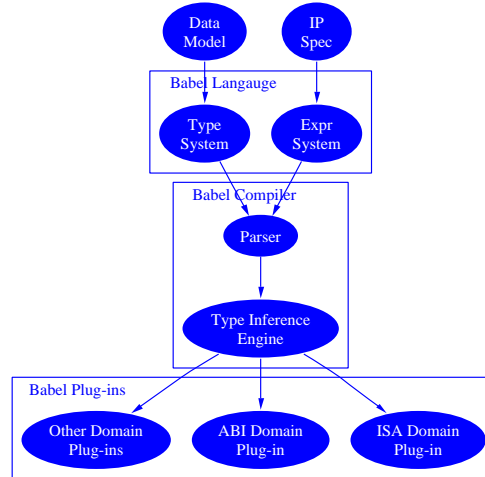 Data
Model
IP
Spec
Babel Langauge
Type
System
Expr
System
Babel Compiler
Parser
Type Inference
Engine
Babel Plug-ins
Other Domain
Plug-ins
ABI Domain
Plug-in
ISA Domain
Plug-in